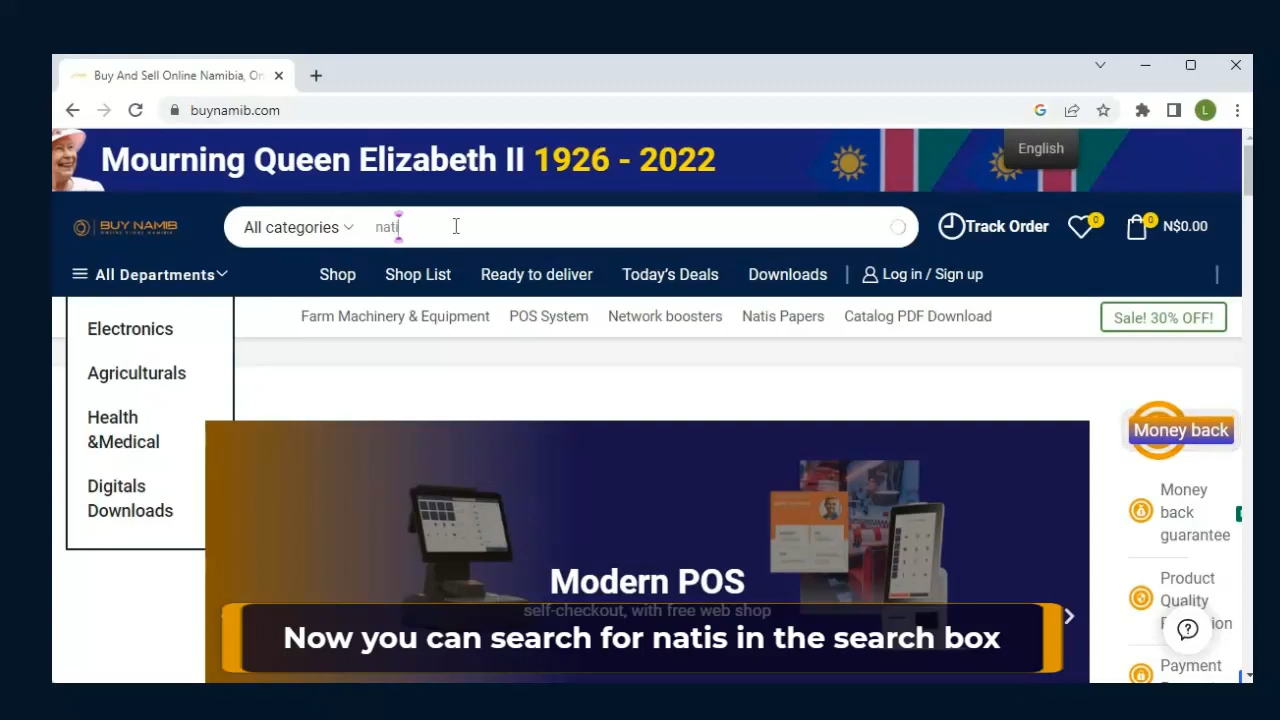 Buy And Sell Online Namibia, On
buynamib.com
L
Mourning Queen Elizabeth II 1926 - 2022
English
BUY NAMIB
All categories
nati
Track Order
0
0
N$0.00
All Departments
Shop
Shop List
Ready to deliver
Today's Deals
Downloads
Log in / Sign up
Farm Machinery & Equipment
POS System
Network boosters
Natis Papers
Catalog PDF Download
Sale! 30% OFF!
Electronics
Agriculturals
Health
&Medical
Digitals
Downloads
Money back
Money
back
guarantee
Product
Quality
Payment
Modern POS
self-checkout, with free web shop
Now you can search for natis in the search box